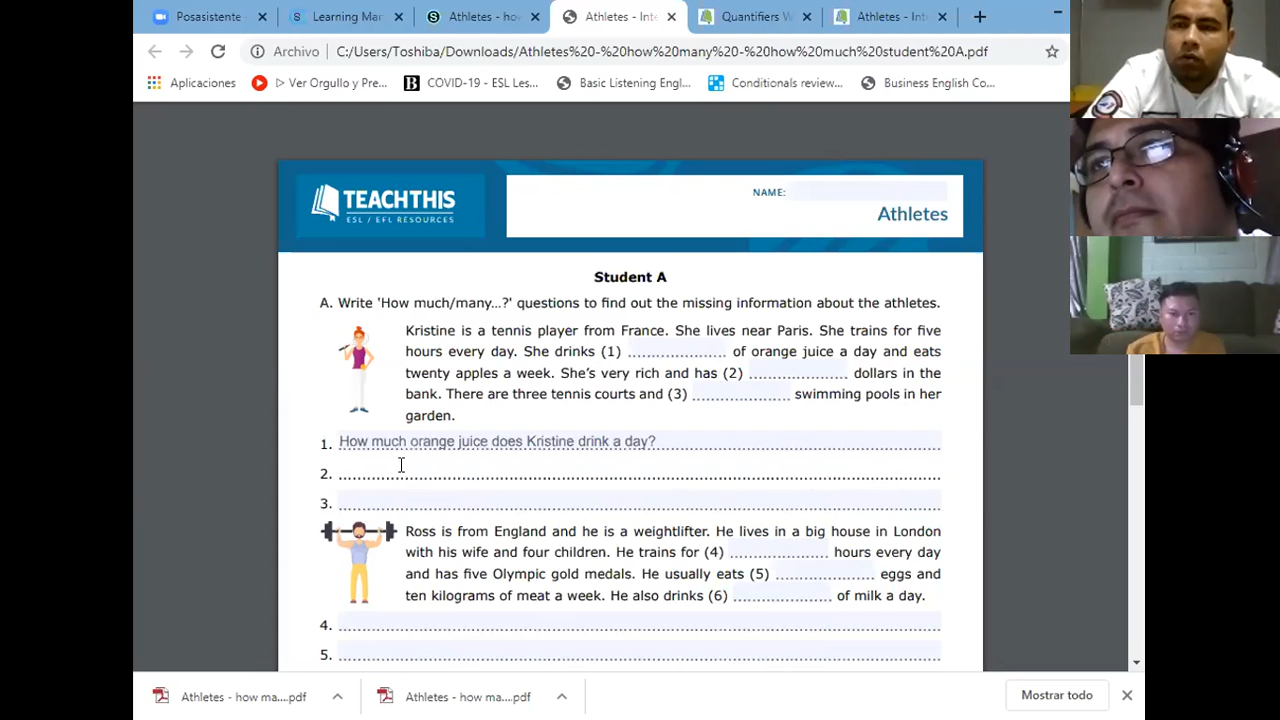 Posasistente
Learning Mar
Athletes - ho
Athletes - Inte
Quantifiers W
Athletes - Int
Archivo
C:/Users/Toshiba/Downloads/Athletes%20-%20how%20many%20-%20how%20much%20student%20A.pdf
Aplicaciones
Ver Orgullo y Pre...
COVID-19 - ESL Les...
Basic Listening Engl...
Conditionals review...
Business English Co...
TEACHTHIS
ESL / EFL RESOURCES
NAME:
Athletes
Student A
A. Write 'How much/many...?' questions to find out the missing information about the athletes.
Kristine is a tennis player from France. She lives near Paris. She trains for five
hours every day. She drinks (1) ........................ of orange juice a day and eats
twenty apples a week. She's very rich and has (2) ........................ dollars in the
bank. There are three tennis courts and (3) ........................ swimming pools in her
garden.
1. How much orange juice does Kristine drink a day?
2.
3.
Ross is from England and he is a weightlifter. He lives in a big house in London
with his wife and four children. He trains for (4) ........................ hours every day
and has five Olympic gold medals. He usually eats (5) ........................ eggs and
ten kilograms of meat a week. He also drinks (6) ........................ of milk a day.
4.
5.
Athletes - how ma....pdf
Athletes - how ma....pdf
Mostrar todo